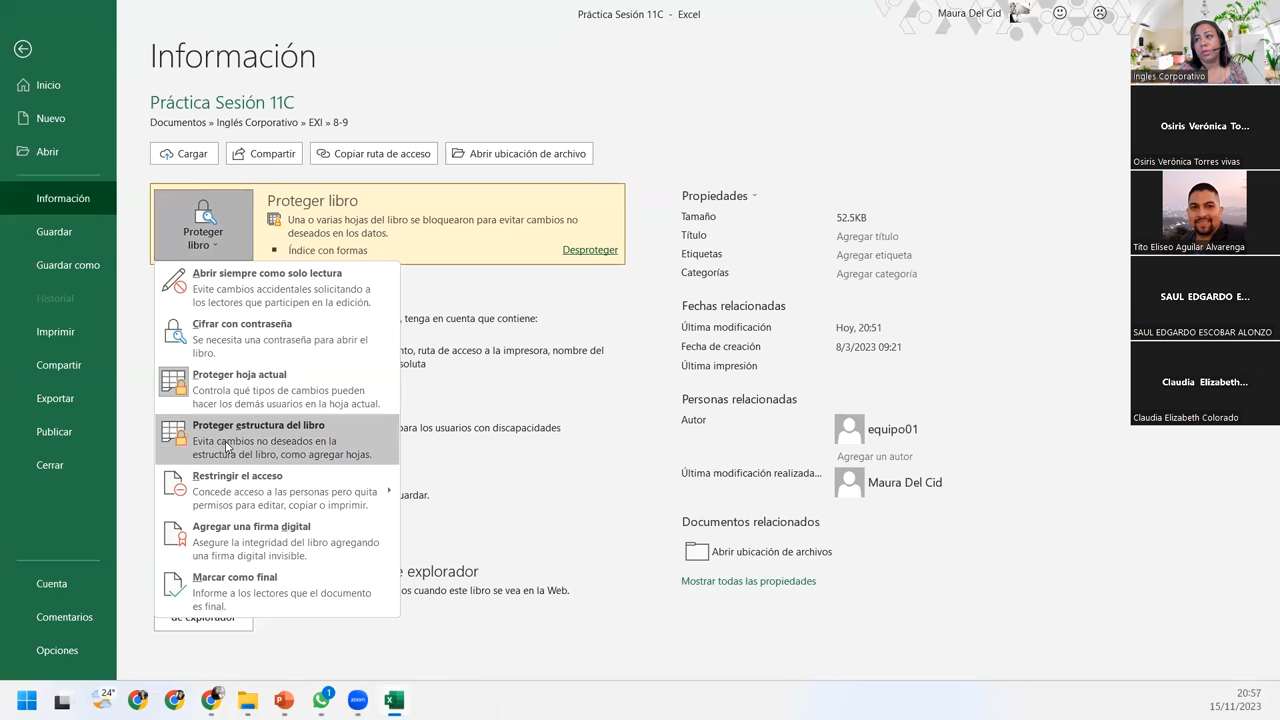 Práctica Sesión 11C - Excel
Maura Del Cid
Inicio
Nuevo
Abrir
Información
Guardar
Guardar como
Historial
Imprimir
Compartir
Exportar
Publicar
Cerrar
Cuenta
Comentarios
Opciones
Información
Práctica Sesión 11C
Documentos » Inglés Corporativo » EXI » 8-9
Cargar
Compartir
Copiar ruta de acceso
Abrir ubicación de archivo
Proteger
libro
Proteger libro
Una o varias hojas del libro se bloquearon para evitar cambios no
deseados en los datos.
Índice con formas
Desproteger
Abrir siempre como solo lectura
Evite cambios accidentales solicitando a
los lectores que participen en la edición.
Cifrar con contraseña
Se necesita una contraseña para abrir el
libro.
Proteger hoja actual
Controla qué tipos de cambios pueden
hacer los demás usuarios en la hoja actual.
Proteger estructura del libro
Evita cambios no deseados en la
estructura del libro, como agregar hojas.
Restringir el acceso
Concede acceso a las personas pero quita
permisos para editar, copiar o imprimir.
Agregar una firma digital
Asegure la integridad del libro agregando
una firma digital invisible.
Marcar como final
Informe a los lectores que el documento
es final.
, tenga en cuenta que contiene:
nto, ruta de acceso a la impresora, nombre del
soluta
para los usuarios con discapacidades
uardar.
e explorador
os cuando este libro se vea en la Web.
de explorador
Propiedades
Tamaño 52.5KB
Título Agregar título
Etiquetas Agregar etiqueta
Categorías Agregar categoría
Fechas relacionadas
Última modificación Hoy, 20:51
Fecha de creación 8/3/2023 09:21
Última impresión
Personas relacionadas
Autor equipo01
Agregar un autor
Última modificación realizada... Maura Del Cid
Documentos relacionados
Abrir ubicación de archivos
Mostrar todas las propiedades
Ingles Corporativo
Osiris Verónica To...
Osiris Verónica Torres vivas
Tito Eliseo Aguilar Alvarenga
SAUL EDGARDO E...
SAUL EDGARDO ESCOBAR ALONZO
Claudia Elizabeth...
Claudia Elizabeth Colorado
24°
1
zoom
20:57
15/11/2023